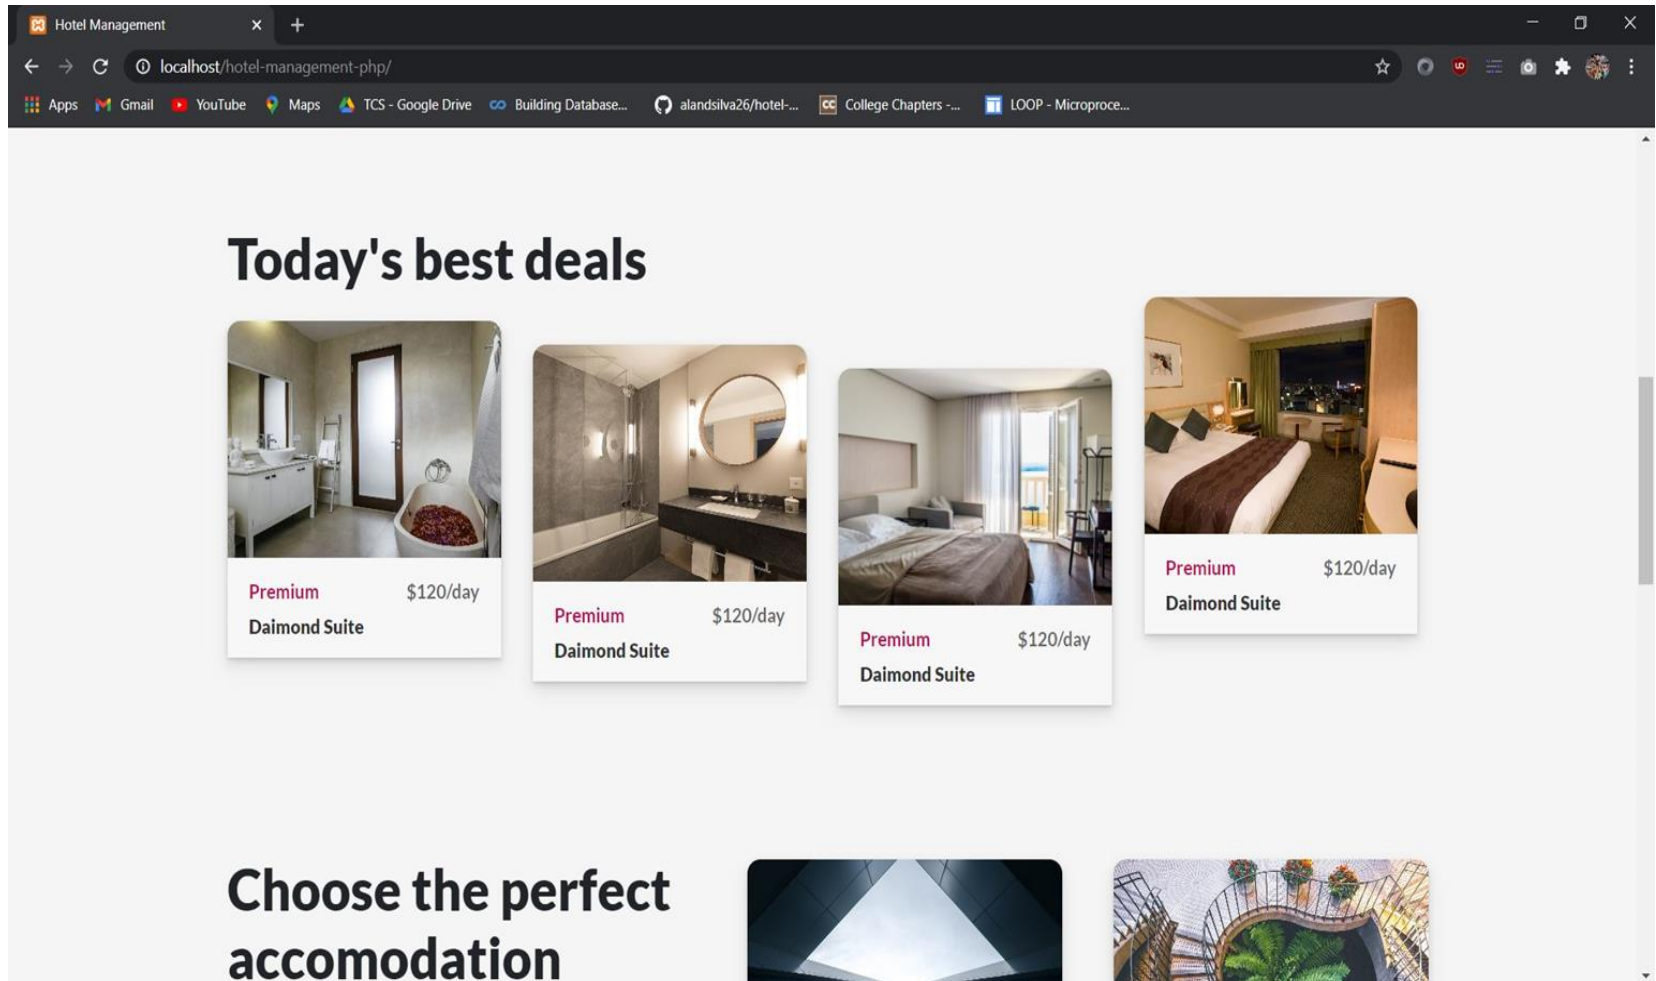 Hotel Management
localhost/hotel-management-php/
Apps Gmail YouTube Maps TCS - Google Drive Building Database... alandsilva26/hotel-... College Chapters -... LOOP - Microproce...
Today's best deals
Premium $120/day
Daimond Suite
Premium $120/day
Daimond Suite
Premium $120/day
Daimond Suite
Premium $120/day
Daimond Suite
Choose the perfect
accomodation